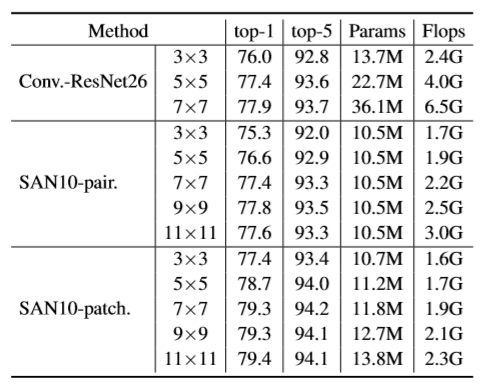 Method top-1 top-5 Params Flops
Conv.-ResNet26 3×3 76.0 92.8 13.7M 2.4G
5×5 77.4 93.6 22.7M 4.0G
7×7 77.9 93.7 36.1M 6.5G
SAN10-pair. 3×3 75.3 92.0 10.5M 1.7G
5×5 76.6 92.9 10.5M 1.9G
7×7 77.4 93.3 10.5M 2.2G
9×9 77.8 93.5 10.5M 2.5G
11×11 77.6 93.3 10.5M 3.0G
SAN10-patch. 3×3 77.4 93.4 10.7M 1.6G
5×5 78.7 94.0 11.2M 1.7G
7×7 79.3 94.2 11.8M 1.9G
9×9 79.3 94.1 12.7M 2.1G
11×11 79.4 94.1 13.8M 2.3G